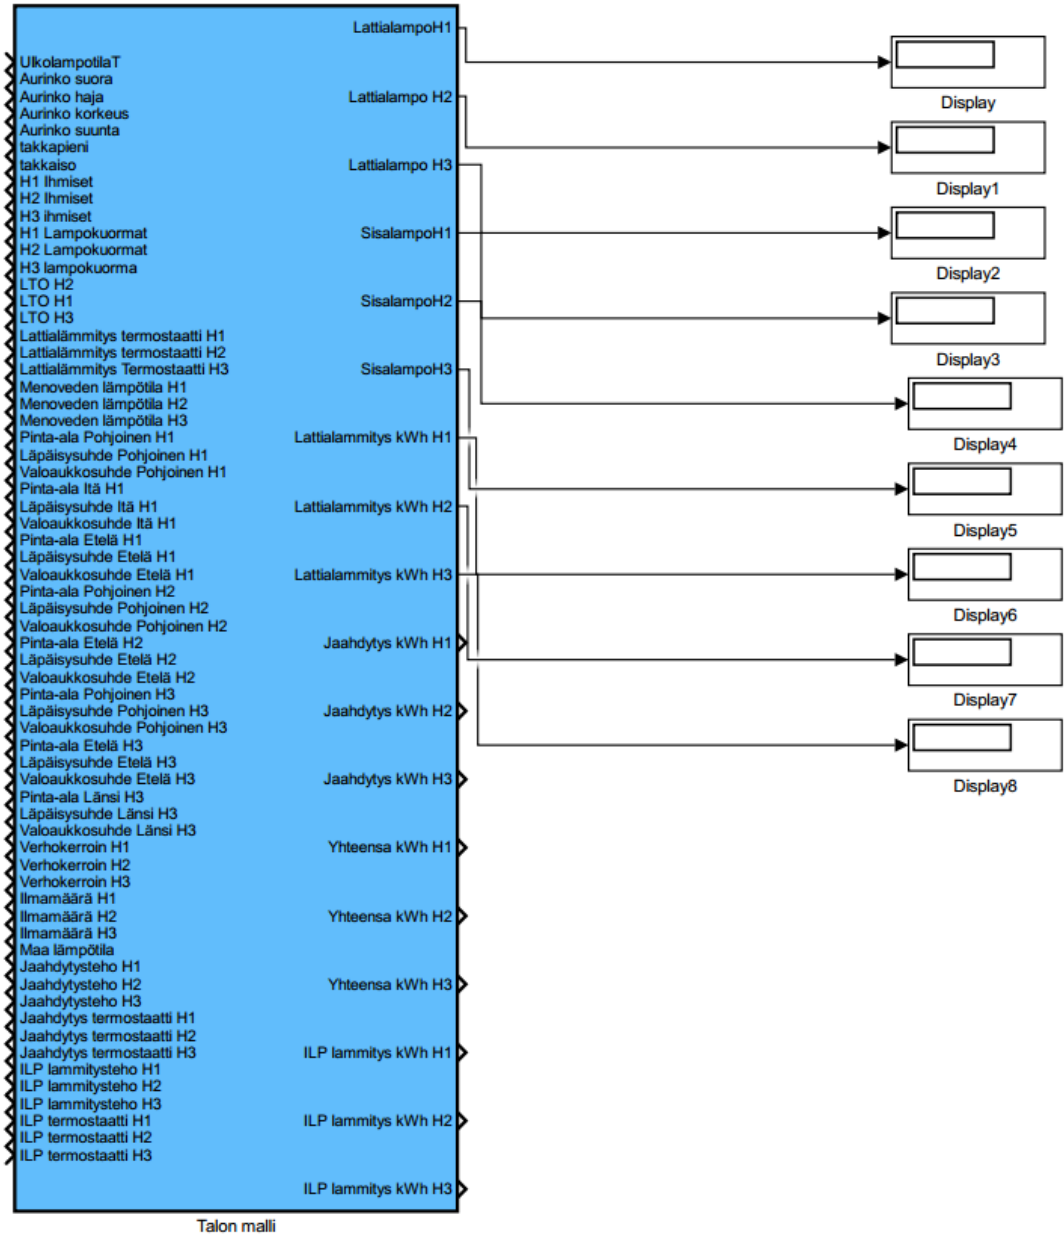 UlkolampotilaT
Aurinko suora
Aurinko haja
Aurinko korkeus
Aurinko suunta
takkapieni
takkaiso
H1 Ihmiset
H2 Ihmiset
H3 ihmiset
H1 Lampokuormat
H2 Lampokuormat
H3 lampokuorma
LTO H2
LTO H1
LTO H3
Lattialämmitys termostaatti H1
Lattialämmitys termostaatti H2
Lattialämmitys Termostaatti H3
Menoveden lämpötila H1
Menoveden lämpötila H2
Menoveden lämpötila H3
Pinta-ala Pohjoinen H1
Läpäisysuhde Pohjoinen H1
Valoaukkosuhde Pohjoinen H1
Pinta-ala Itä H1
Läpäisysuhde Itä H1
Valoaukkosuhde Itä H1
Pinta-ala Etelä H1
Läpäisysuhde Etelä H1
Valoaukkosuhde Etelä H1
Pinta-ala Pohjoinen H2
Läpäisysuhde Pohjoinen H2
Valoaukkosuhde Pohjoinen H2
Pinta-ala Etelä H2
Läpäisysuhde Etelä H2
Valoaukkosuhde Etelä H2
Pinta-ala Pohjoinen H3
Läpäisysuhde Pohjoinen H3
Valoaukkosuhde Pohjoinen H3
Pinta-ala Etelä H3
Läpäisysuhde Etelä H3
Valoaukkosuhde Etelä H3
Pinta-ala Länsi H3
Läpäisysuhde Länsi H3
Valoaukkosuhde Länsi H3
Verhokerroin H1
Verhokerroin H2
Verhokerroin H3
Ilmamäärä H1
Ilmamäärä H2
Ilmamäärä H3
Maa lämpötila
Jaahdytysteho H1
Jaahdytysteho H2
Jaahdytysteho H3
Jaahdytys termostaatti H1
Jaahdytys termostaatti H2
Jaahdytys termostaatti H3
ILP lammitysteho H1
ILP lammitysteho H2
ILP lammitysteho H3
ILP termostaatti H1
ILP termostaatti H2
ILP termostaatti H3
LattialampoH1
Lattialampo H2
Lattialampo H3
SisalampoH1
SisalampoH2
SisalampoH3
Lattialammitys kWh H1
Lattialammitys kWh H2
Lattialammitys kWh H3
Jaahdytys kWh H1
Jaahdytys kWh H2
Jaahdytys kWh H3
Yhteensa kWh H1
Yhteensa kWh H2
Yhteensa kWh H3
ILP lammitys kWh H1
ILP lammitys kWh H2
ILP lammitys kWh H3
Talon malli
Display
Display1
Display2
Display3
Display4
Display5
Display6
Display7
Display8